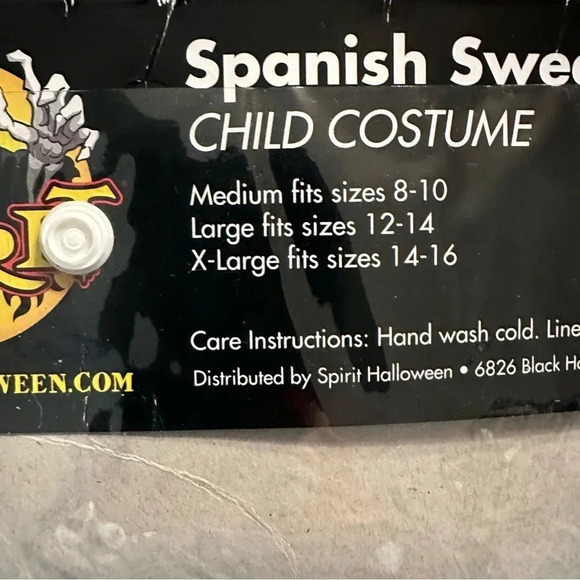 Spanish Swee
CHILD COSTUME
Medium fits sizes 8-10
Large fits sizes 12-14
X-Large fits sizes 14-16
Care Instructions: Hand wash cold. Line
Distributed by Spirit Halloween • 6826 Black Ho
WEEN.COM